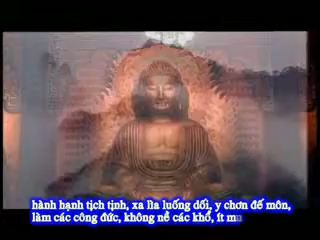 hành hạnh tịch tịnh, xa lìa luống dối, y chơn đế môn,
làm các công đức, không nề các khổ, ít